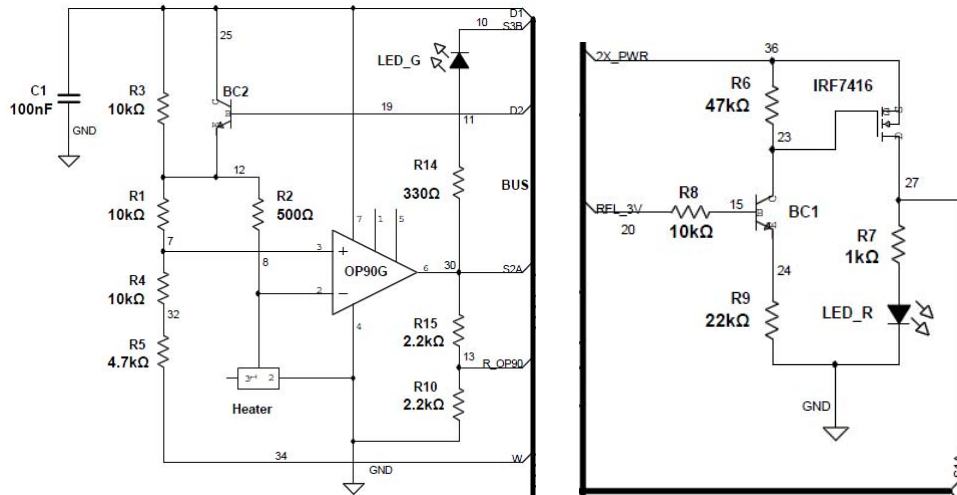 D1
10
S3B
25
LED_G
C1
100nF
R3
10kΩ
BC2
19
D2
11
GND
12
R14
330Ω
BUS
R1
10kΩ
R2
500Ω
7
1
5
7
3
+
OP90G
6
30
S2A
R4
10kΩ
8
2
−
32
4
R5
4.7kΩ
R15
2.2kΩ
13
R_OP90
2
R10
2.2kΩ
Heater
34
GND
W
2X_PWR
36
R6
47kΩ
IRF7416
23
27
REL_3V
20
R8
10kΩ
15
C
B
E
BC1
R7
1kΩ
24
R9
22kΩ
LED_R
GND
S1A